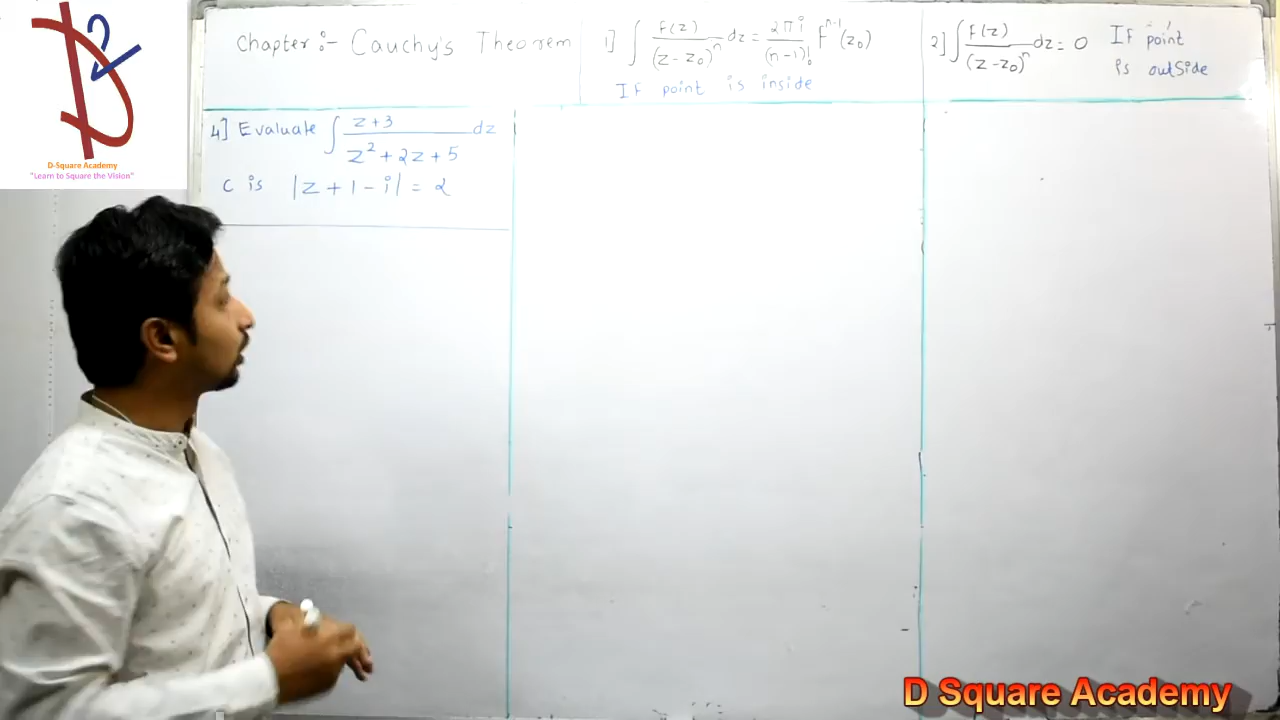 Chapter :- Cauchy's Theorem
1] ∫ F(z)/(z - z₀)ⁿ dz = 2πi/(n-1)! Fⁿ⁻¹(z₀)
If point is inside
2] ∫ F(z)/(z - z₀)ⁿ dz = 0 If point
is outside
4] Evaluate ∫ z+3/z² + 2z + 5 dz
C is |z + 1 - i| = 2
D-Square Academy
"Learn to Square the Vision"
D Square Academy